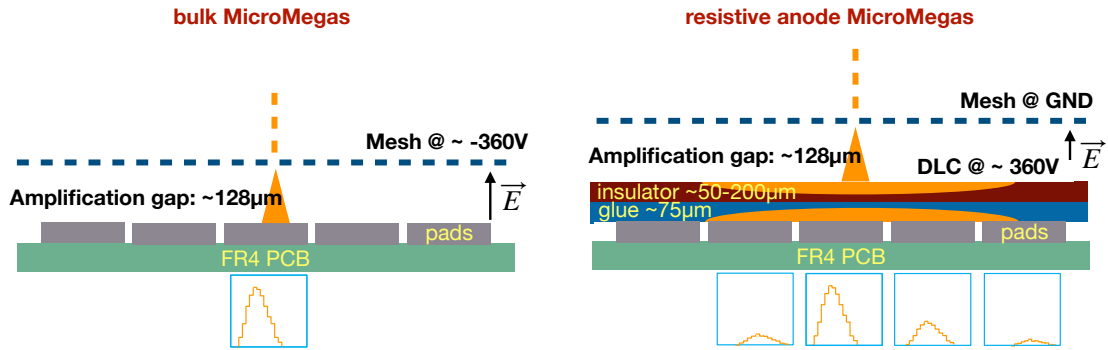 bulk MicroMegas
Mesh @ ~ -360V
Amplification gap: ~128µm
E
pads
FR4 PCB
resistive anode MicroMegas
Mesh @ GND
Amplification gap: ~128µm
E
DLC @ ~ 360V
insulator ~50-200µm
glue ~75µm
pads
FR4 PCB